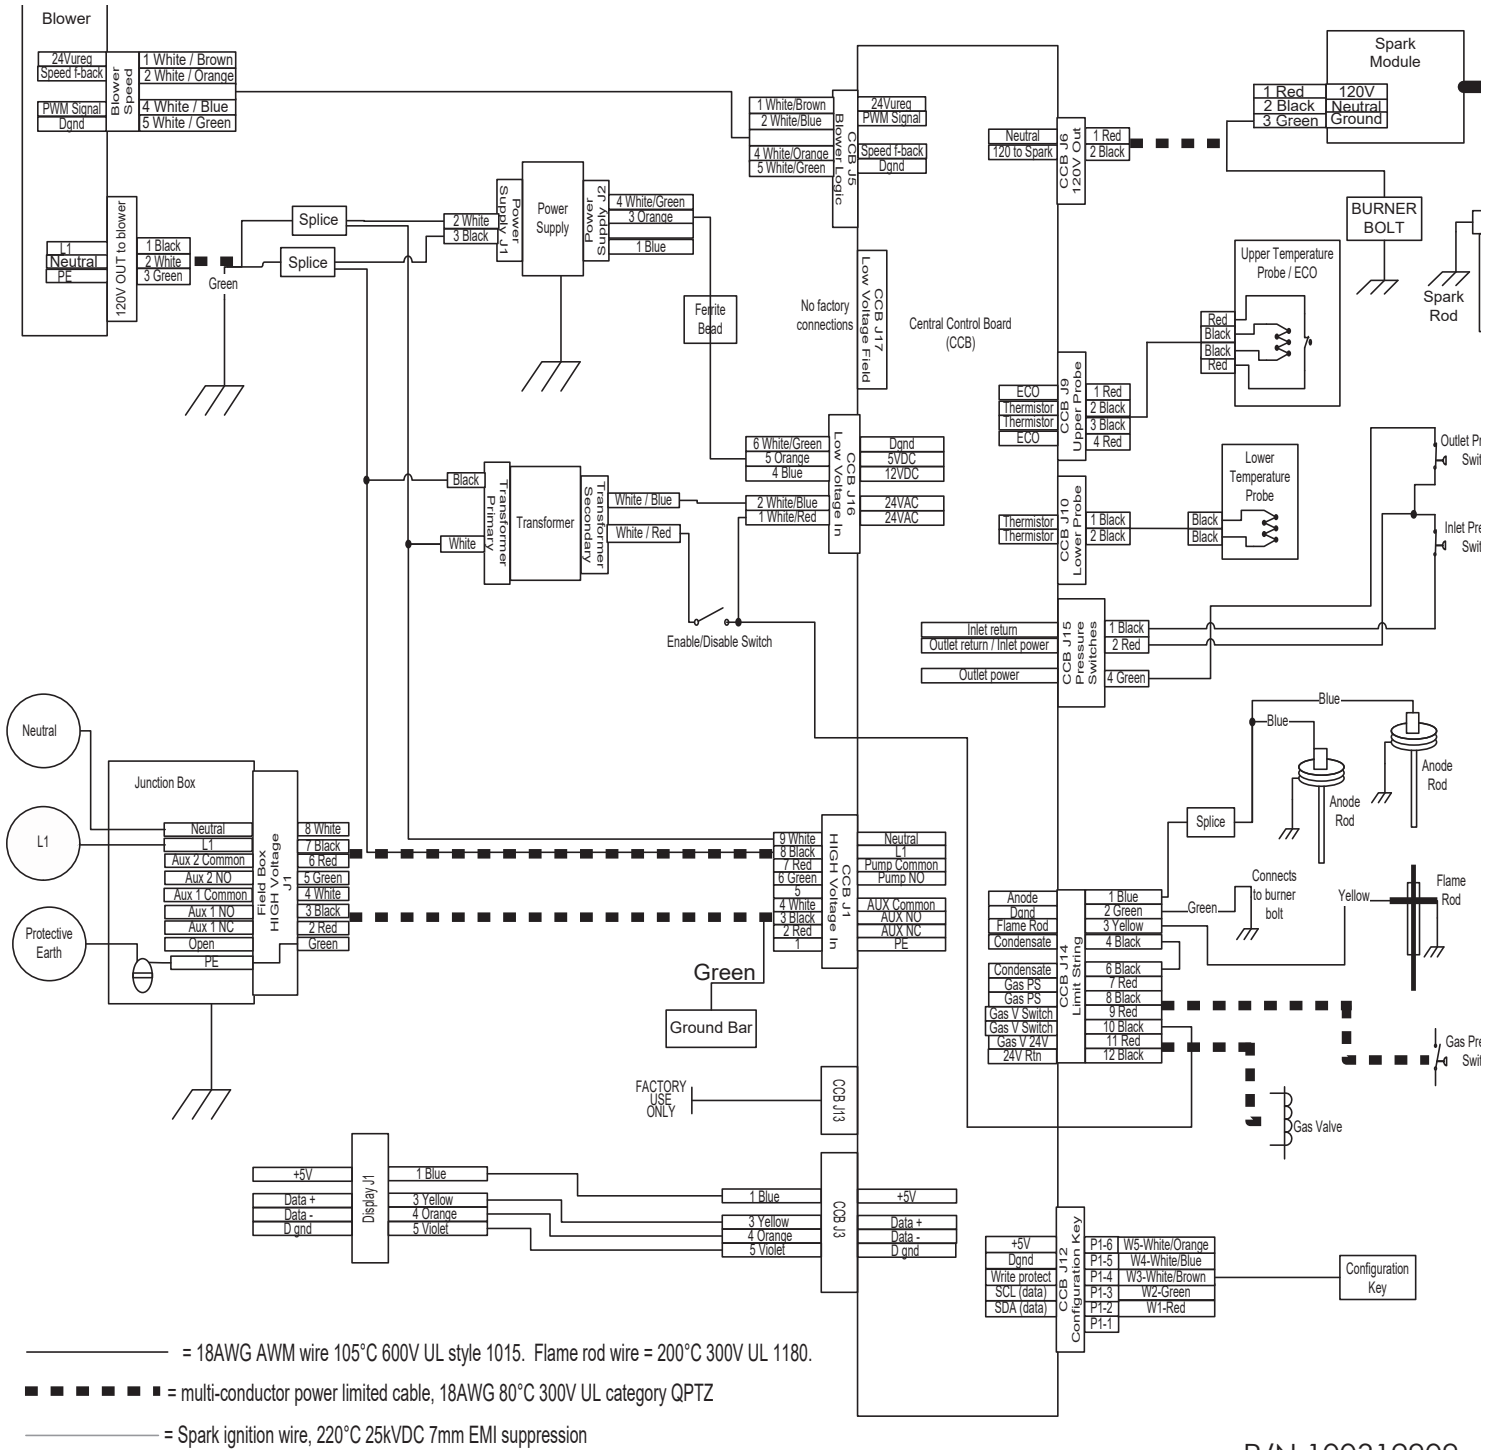 Blower
24Vureg
Speed f-back
PWM Signal
Dgnd
Blower Speed
1 White / Brown
2 White / Orange
4 White / Blue
5 White / Green
L1
Neutral
PE
120V OUT to blower
1 Black
2 White
3 Green
Green
Splice
Splice
2 White
3 Black
Power Supply J1
Power Supply
Power Supply J2
4 White/Green
3 Orange
1 Blue
Ferrite Bead
1 White/Brown
2 White/Blue
4 White/Orange
5 White/Green
CCB J5
Blower Logic
24Vureg
PWM Signal
Speed f-back
Dgnd
No factory connections
CCB J17
Low Voltage Field
Central Control Board
(CCB)
6 White/Green
5 Orange
4 Blue
2 White/Blue
1 White/Red
CCB J16
Low Voltage In
Dgnd
5VDC
12VDC
24VAC
24VAC
Black
White
Transformer Primary
Transformer
Transformer Secondary
White / Blue
White / Red
Enable/Disable Switch
Neutral
120 to Spark
CCB J6
120V Out
1 Red
2 Black
Spark Module
1 Red
2 Black
3 Green
120V
Neutral
Ground
BURNER BOLT
Spark Rod
Upper Temperature Probe / ECO
Red
Black
Black
Red
ECO
Thermistor
Thermistor
ECO
CCB J9
Upper Probe
1 Red
2 Black
3 Black
4 Red
Lower Temperature Probe
Black
Black
Thermistor
Thermistor
CCB J10
Lower Probe
1 Black
2 Black
Outlet Pr
Swit
Inlet Pre
Swit
Inlet return
Outlet return / Inlet power
Outlet power
CCB J15
Pressure Switches
1 Black
2 Red
4 Green
Neutral
L1
Protective Earth
Junction Box
Neutral
L1
Aux 2 Common
Aux 2 NO
Aux 1 Common
Aux 1 NO
Aux 1 NC
Open
PE
Field Box
HIGH Voltage
J1
8 White
7 Black
6 Red
5 Green
4 White
3 Black
2 Red
Green
9 White
8 Black
7 Red
6 Green
5
4 White
3 Black
2 Red
1
CCB J1
HIGH Voltage In
Neutral
L1
Pump Common
Pump NO
AUX Common
AUX NO
AUX NC
PE
Green
Ground Bar
Blue
Blue
Anode Rod
Anode Rod
Splice
Connects to burner bolt
Green
Yellow
Flame Rod
Anode
Dgnd
Flame Rod
Condensate
Condensate
Gas PS
Gas PS
Gas V Switch
Gas V Switch
Gas V 24V
24V Rtn
CCB J14
Limit String
1 Blue
2 Green
3 Yellow
4 Black
6 Black
7 Red
8 Black
9 Red
10 Black
11 Red
12 Black
Gas Pre
Swit
Gas Valve
FACTORY USE ONLY
CCB J13
+5V
Data +
Data -
D gnd
Display J1
1 Blue
3 Yellow
4 Orange
5 Violet
1 Blue
3 Yellow
4 Orange
5 Violet
CCB J3
+5V
Data +
Data -
D gnd
+5V
Dgnd
Write protect
SCL (data)
SDA (data)
CCB J12
Configuration Key
P1-6
P1-5
P1-4
P1-3
P1-2
P1-1
W5-White/Orange
W4-White/Blue
W3-White/Brown
W2-Green
W1-Red
Configuration Key
= 18AWG AWM wire 105°C 600V UL style 1015. Flame rod wire = 200°C 300V UL 1180.
= multi-conductor power limited cable, 18AWG 80°C 300V UL category QPTZ
= Spark ignition wire, 220°C 25kVDC 7mm EMI suppression